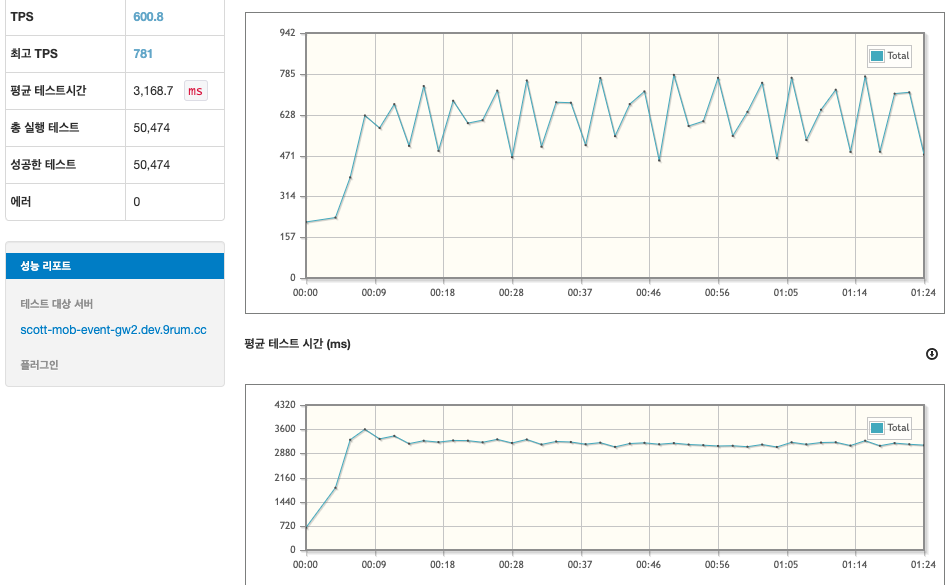 TPS 600.8
최고 TPS 781
평균 테스트시간 3,168.7 ms
총 실행 테스트 50,474
성공한 테스트 50,474
에러 0
성능 리포트
테스트 대상 서버
scott-mob-event-gw2.dev.9rum.cc
플러그인
942
785
628
471
314
157
0
Total
00:00 00:09 00:18 00:28 00:37 00:46 00:56 01:05 01:14 01:24
평균 테스트 시간 (ms)
4320
3600
2880
2160
1440
720
0
Total
00:00 00:09 00:18 00:28 00:37 00:46 00:56 01:05 01:14 01:24